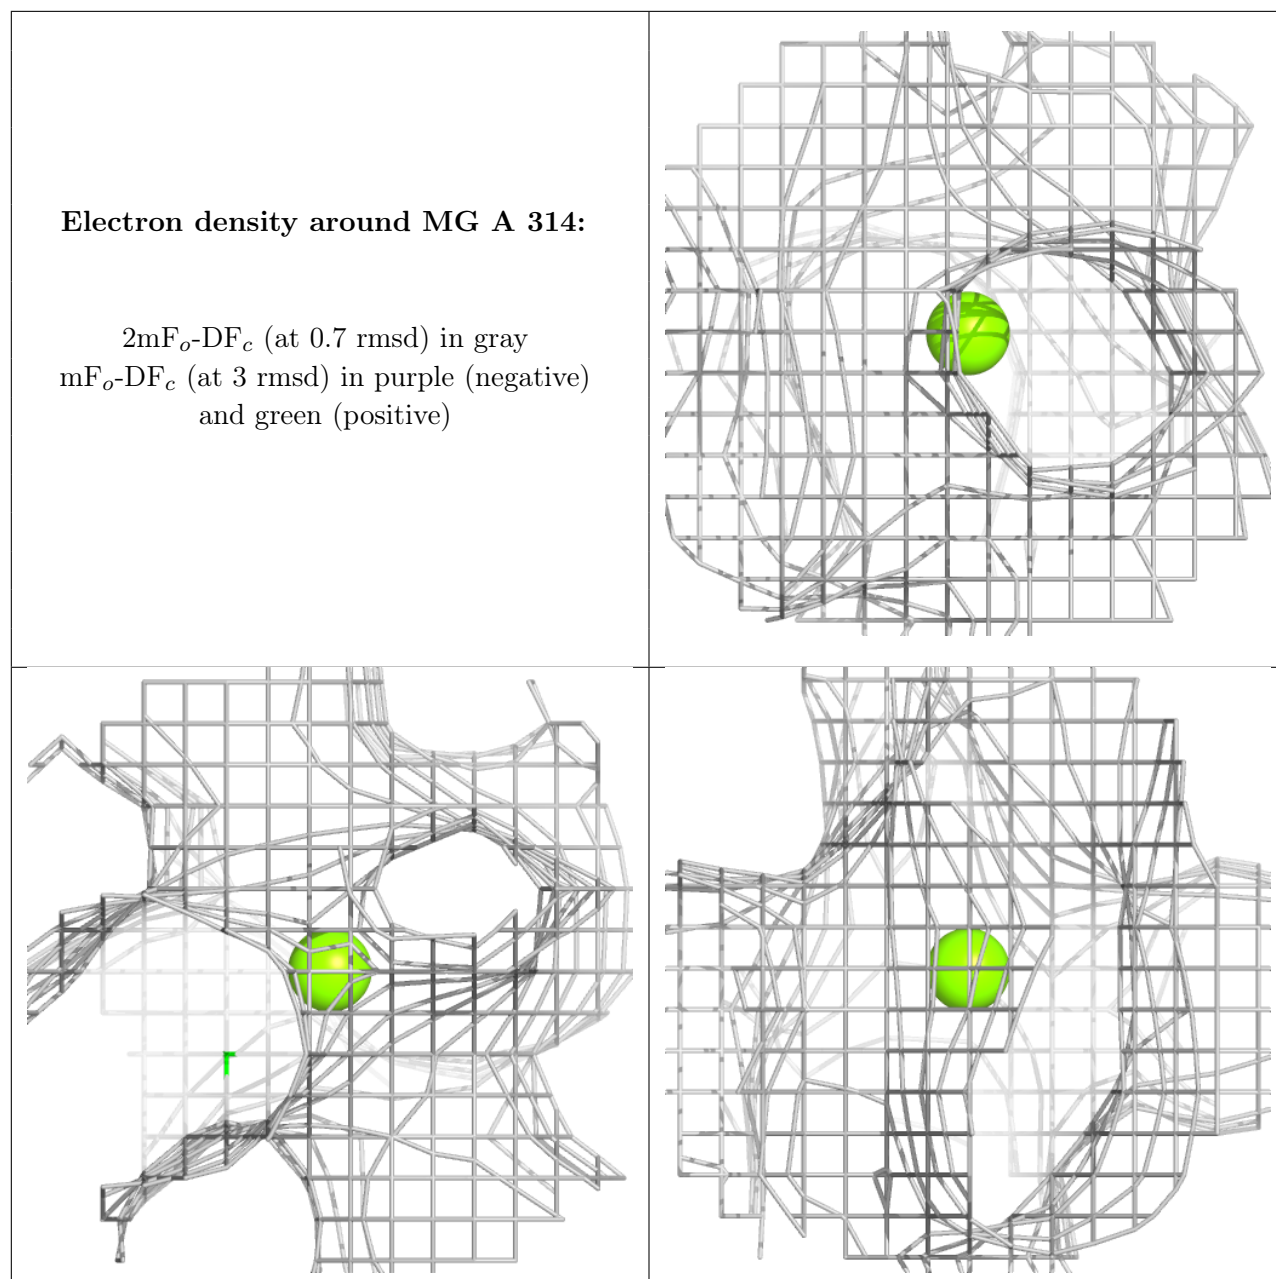 Electron density around MG A 314:
2mFo-DFc (at 0.7 rmsd) in gray
mFo-DFc (at 3 rmsd) in purple (negative)
and green (positive)